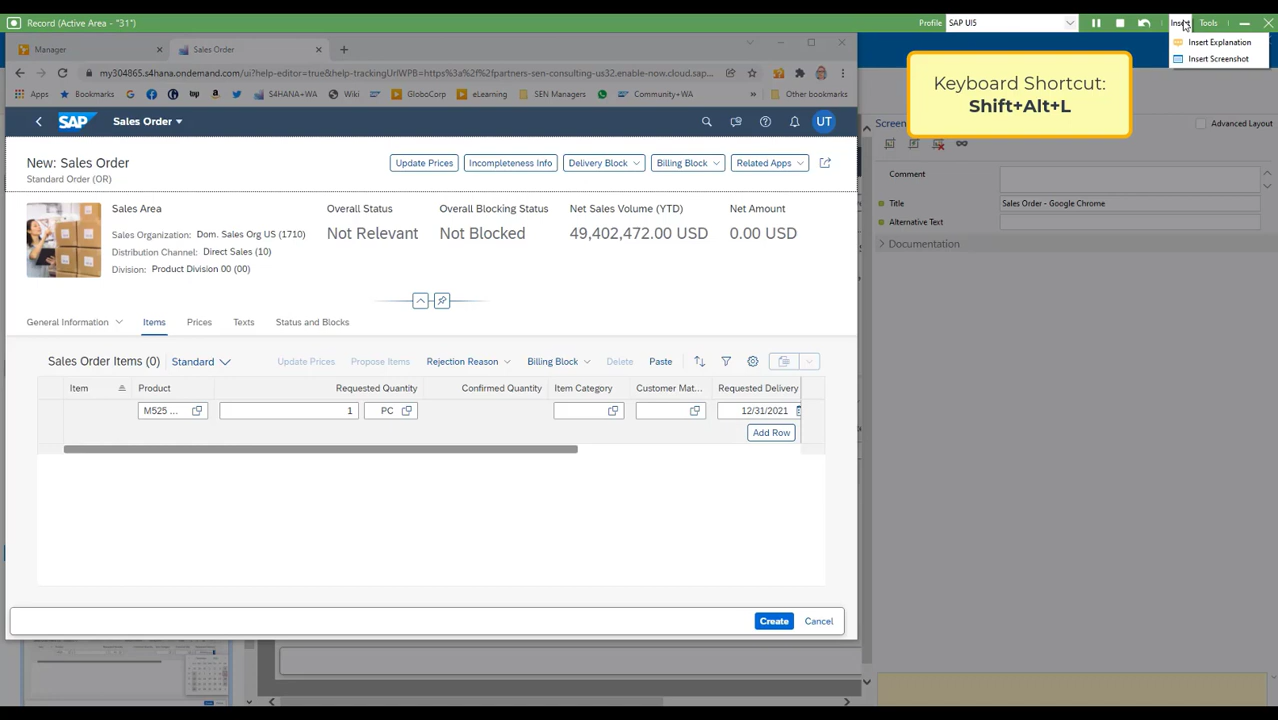 Record (Active Area - "31")
Profile
SAP UI5
Insert
Tools
Insert Explanation
Insert Screenshot
Keyboard Shortcut:
Shift+Alt+L
Manager
Sales Order
my304865.s4hana.ondemand.com/ui?help-editor=true&help-trackingUrlWPB=https%3a%2f%2fpartners-sen-consulting-us32.enable-now.cloud.sap...
Apps
Bookmarks
S4HANA+WA
Wiki
GloboCorp
eLearning
SEN Managers
Community+WA
Other bookmarks
SAP
Sales Order
UT
Screen
Advanced Layout
New: Sales Order
Standard Order (OR)
Update Prices
Incompleteness Info
Delivery Block
Billing Block
Related Apps
Comment
Title
Sales Order - Google Chrome
Alternative Text
Documentation
Sales Area
Sales Organization: Dom. Sales Org US (1710)
Distribution Channel: Direct Sales (10)
Division: Product Division 00 (00)
Overall Status
Not Relevant
Overall Blocking Status
Not Blocked
Net Sales Volume (YTD)
49,402,472.00 USD
Net Amount
0.00 USD
General Information
Items
Prices
Texts
Status and Blocks
Sales Order Items (0)
Standard
Update Prices
Propose Items
Rejection Reason
Billing Block
Delete
Paste
Item
Product
Requested Quantity
Confirmed Quantity
Item Category
Customer Mat...
Requested Delivery
M525 ...
1
PC
12/31/2021
Add Row
Create
Cancel